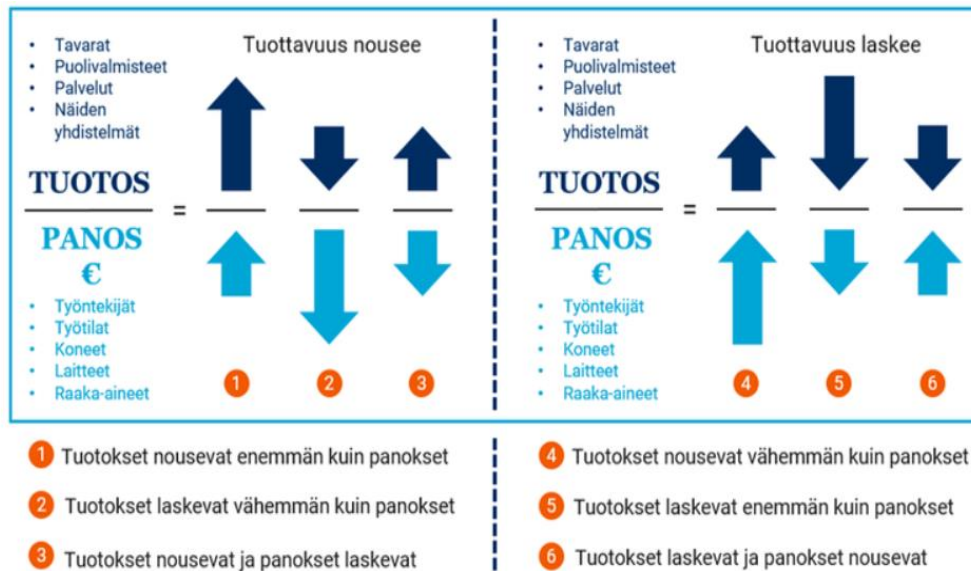 Tuottavuus nousee
• Tavarat
• Puolivalmisteet
• Palvelut
• Näiden
yhdistelmät
TUOTOS
=
PANOS
€
• Työntekijät
• Työtilat
• Koneet
• Laitteet
• Raaka-aineet
1 2 3
Tuottavuus laskee
• Tavarat
• Puolivalmisteet
• Palvelut
• Näiden
yhdistelmät
TUOTOS
=
PANOS
€
• Työntekijät
• Työtilat
• Koneet
• Laitteet
• Raaka-aineet
4 5 6
1 Tuotokset nousevat enemmän kuin panokset
2 Tuotokset laskevat vähemmän kuin panokset
3 Tuotokset nousevat ja panokset laskevat
4 Tuotokset nousevat vähemmän kuin panokset
5 Tuotokset laskevat enemmän kuin panokset
6 Tuotokset laskevat ja panokset nousevat